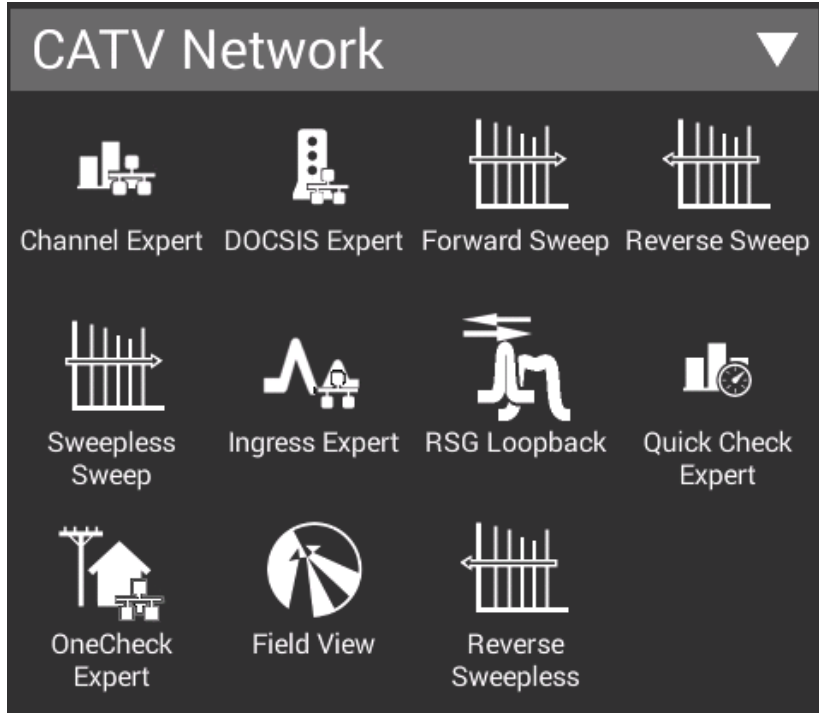 CATV Network
Channel Expert
DOCSIS Expert
Forward Sweep
Reverse Sweep
Sweepless
Sweep
Ingress Expert
RSG Loopback
Quick Check
Expert
OneCheck
Expert
Field View
Reverse
Sweepless